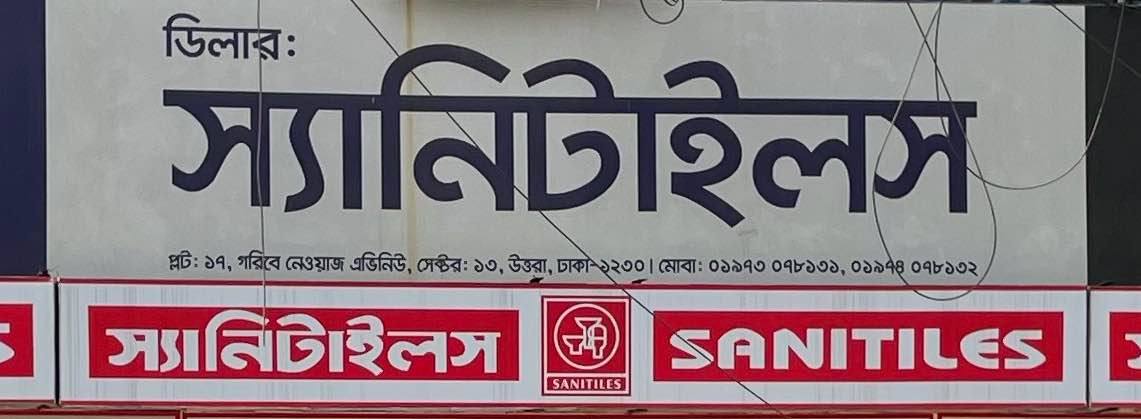 ডিলার:
স্যানিটাইলস
প্লট: ১৭, গরিবে নেওয়াজ এভিনিউ, সেক্টর: ১৩, উত্তরা, ঢাকা-১২৩০ | মোবা: ০১৯৭৩ ০৭৮১৩১, ০১৯৭৪ ০৭৮১৩২
স্যানিটাইলস SANITILES SANITILES